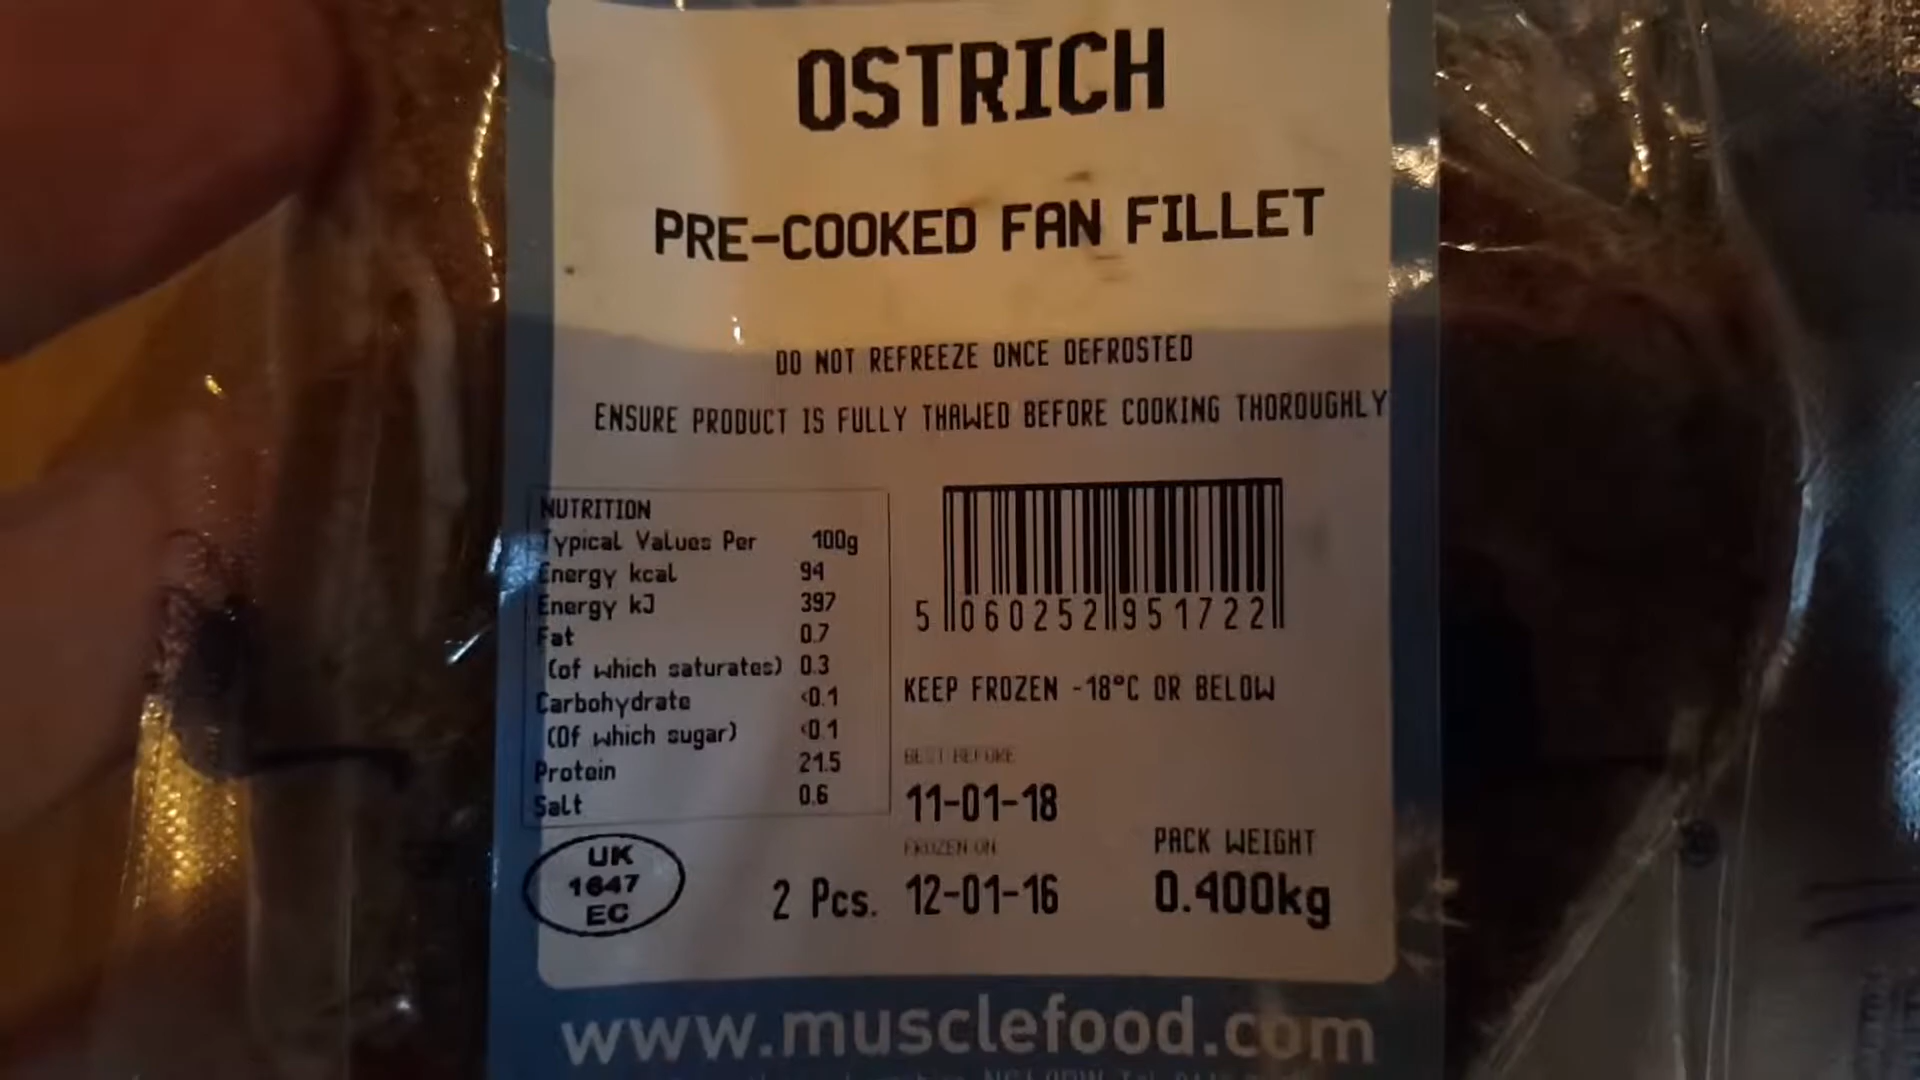 OSTRICH
PRE-COOKED FAN FILLET
DO NOT REFREEZE ONCE DEFROSTED
ENSURE PRODUCT IS FULLY THAWED BEFORE COOKING THOROUGHLY
NUTRITION
Typical Values Per 100g
Energy kcal 94
Energy kJ 397
Fat 0.7
(of which saturates) 0.3
Carbohydrate <0.1
(Of which sugar) <0.1
Protein 21.5
Salt 0.6
5 060252 951722
KEEP FROZEN -18°C OR BELOW
BEST BEFORE
11-01-18
FROZEN ON
12-01-16
PACK WEIGHT
0.400kg
2 Pcs.
UK
1647
EC
www.musclefood.com